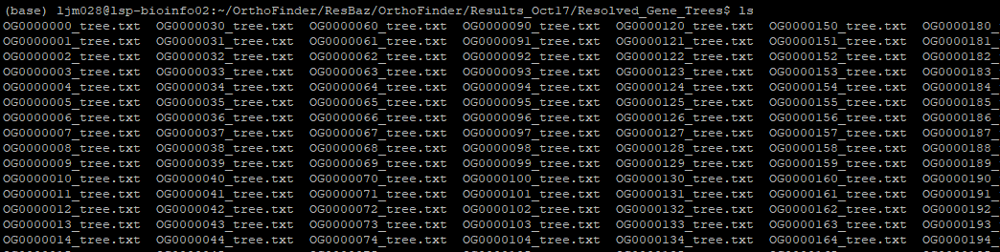 (base) ljm028@lsp-bioinfo02:~/OrthoFinder/ResBaz/OrthoFinder/Results_Oct17/Resolved_Gene_Trees$ ls
OG0000000_tree.txt  OG0000030_tree.txt  OG0000060_tree.txt  OG0000090_tree.txt  OG0000120_tree.txt  OG0000150_tree.txt  OG0000180_
OG0000001_tree.txt  OG0000031_tree.txt  OG0000061_tree.txt  OG0000091_tree.txt  OG0000121_tree.txt  OG0000151_tree.txt  OG0000181_
OG0000002_tree.txt  OG0000032_tree.txt  OG0000062_tree.txt  OG0000092_tree.txt  OG0000122_tree.txt  OG0000152_tree.txt  OG0000182_
OG0000003_tree.txt  OG0000033_tree.txt  OG0000063_tree.txt  OG0000093_tree.txt  OG0000123_tree.txt  OG0000153_tree.txt  OG0000183_
OG0000004_tree.txt  OG0000034_tree.txt  OG0000064_tree.txt  OG0000094_tree.txt  OG0000124_tree.txt  OG0000154_tree.txt  OG0000184_
OG0000005_tree.txt  OG0000035_tree.txt  OG0000065_tree.txt  OG0000095_tree.txt  OG0000125_tree.txt  OG0000155_tree.txt  OG0000185_
OG0000006_tree.txt  OG0000036_tree.txt  OG0000066_tree.txt  OG0000096_tree.txt  OG0000126_tree.txt  OG0000156_tree.txt  OG0000186_
OG0000007_tree.txt  OG0000037_tree.txt  OG0000067_tree.txt  OG0000097_tree.txt  OG0000127_tree.txt  OG0000157_tree.txt  OG0000187_
OG0000008_tree.txt  OG0000038_tree.txt  OG0000068_tree.txt  OG0000098_tree.txt  OG0000128_tree.txt  OG0000158_tree.txt  OG0000188_
OG0000009_tree.txt  OG0000039_tree.txt  OG0000069_tree.txt  OG0000099_tree.txt  OG0000129_tree.txt  OG0000159_tree.txt  OG0000189_
OG0000010_tree.txt  OG0000040_tree.txt  OG0000070_tree.txt  OG0000100_tree.txt  OG0000130_tree.txt  OG0000160_tree.txt  OG0000190_
OG0000011_tree.txt  OG0000041_tree.txt  OG0000071_tree.txt  OG0000101_tree.txt  OG0000131_tree.txt  OG0000161_tree.txt  OG0000191_
OG0000012_tree.txt  OG0000042_tree.txt  OG0000072_tree.txt  OG0000102_tree.txt  OG0000132_tree.txt  OG0000162_tree.txt  OG0000192_
OG0000013_tree.txt  OG0000043_tree.txt  OG0000073_tree.txt  OG0000103_tree.txt  OG0000133_tree.txt  OG0000163_tree.txt  OG0000193_
OG0000014_tree.txt  OG0000044_tree.txt  OG0000074_tree.txt  OG0000104_tree.txt  OG0000134_tree.txt  OG0000164_tree.txt  OG0000194_